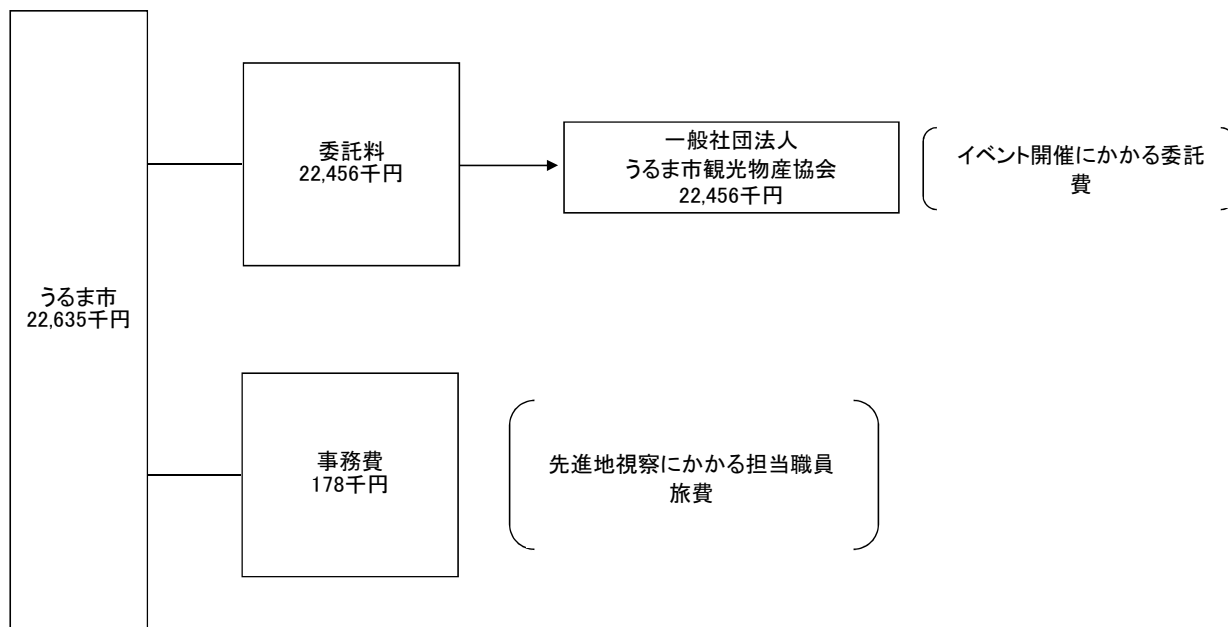 うるま市
22,635千円
委託料
22,456千円
一般社団法人
うるま市観光物産協会
22,456千円
イベント開催にかかる委託
費
事務費
178千円
先進地視察にかかる担当職員
旅費